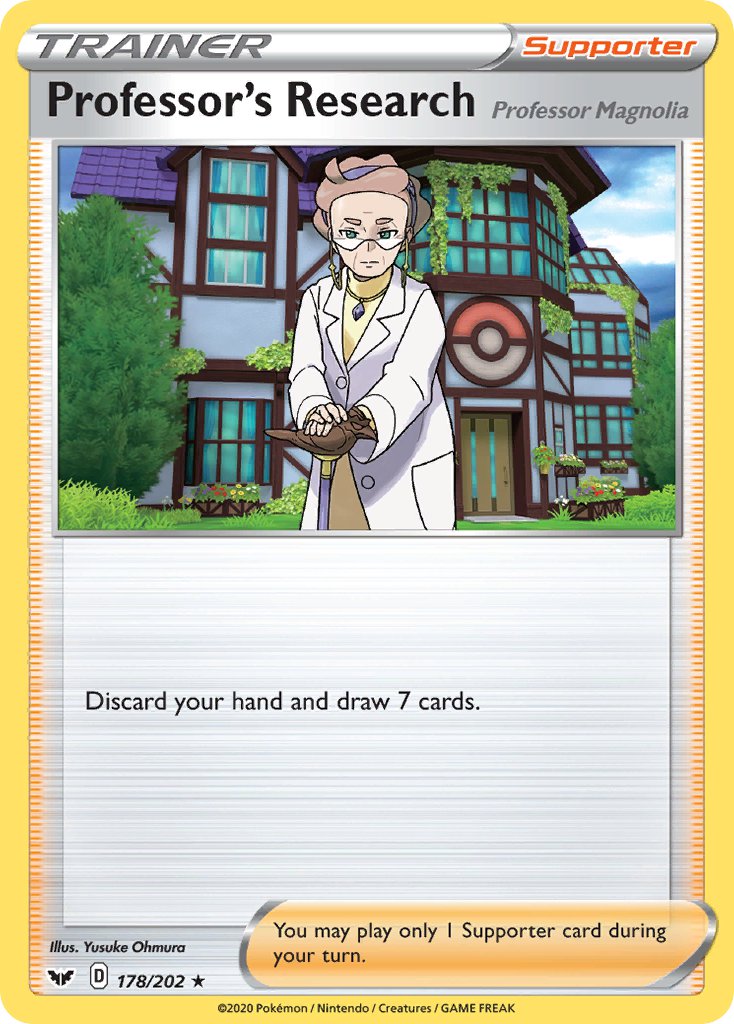 TRAINER Supporter
Professor's Research Professor Magnolia
Discard your hand and draw 7 cards.
Illus. Yusuke Ohmura
You may play only 1 Supporter card during
your turn.
D 178/202 ★
©2020 Pokémon / Nintendo / Creatures / GAME FREAK